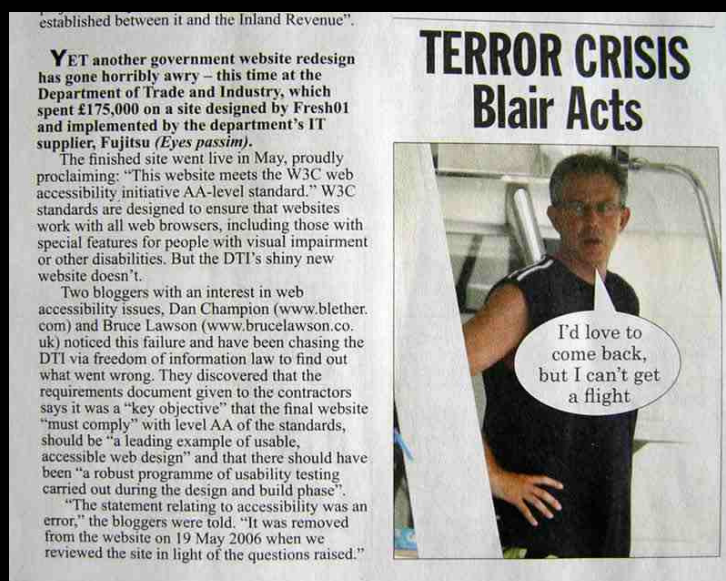 established between it and the Inland Revenue”.
YET another government website redesign
has gone horribly awry – this time at the
Department of Trade and Industry, which
spent £175,000 on a site designed by Fresh01
and implemented by the department’s IT
supplier, Fujitsu (Eyes passim).
The finished site went live in May, proudly
proclaiming: “This website meets the W3C web
accessibility initiative AA-level standard.” W3C
standards are designed to ensure that websites
work with all web browsers, including those with
special features for people with visual impairment
or other disabilities. But the DTI’s shiny new
website doesn’t.
Two bloggers with an interest in web
accessibility issues, Dan Champion (www.blether.
com) and Bruce Lawson (www.brucelawson.co.
uk) noticed this failure and have been chasing the
DTI via freedom of information law to find out
what went wrong. They discovered that the
requirements document given to the contractors
says it was a “key objective” that the final website
“must comply” with level AA of the standards,
should be “a leading example of usable,
accessible web design” and that there should have
been “a robust programme of usability testing
carried out during the design and build phase”.
“The statement relating to accessibility was an
error,” the bloggers were told. “It was removed
from the website on 19 May 2006 when we
reviewed the site in light of the questions raised.”
TERROR CRISIS
Blair Acts
I’d love to
come back,
but I can’t get
a flight